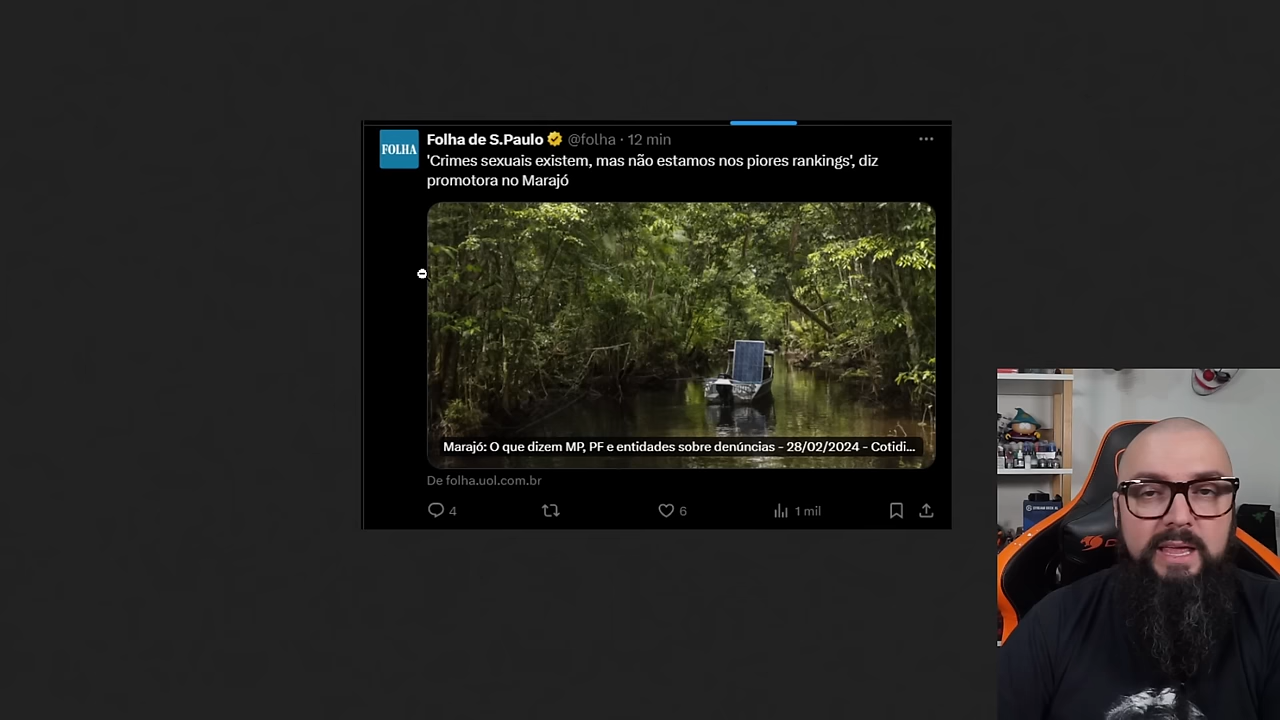 FOLHA
Folha de S.Paulo @folha · 12 min
'Crimes sexuais existem, mas não estamos nos piores rankings', diz
promotora no Marajó
Marajó: O que dizem MP, PF e entidades sobre denúncias - 28/02/2024 - Cotidi...
De folha.uol.com.br
4
6
1 mil